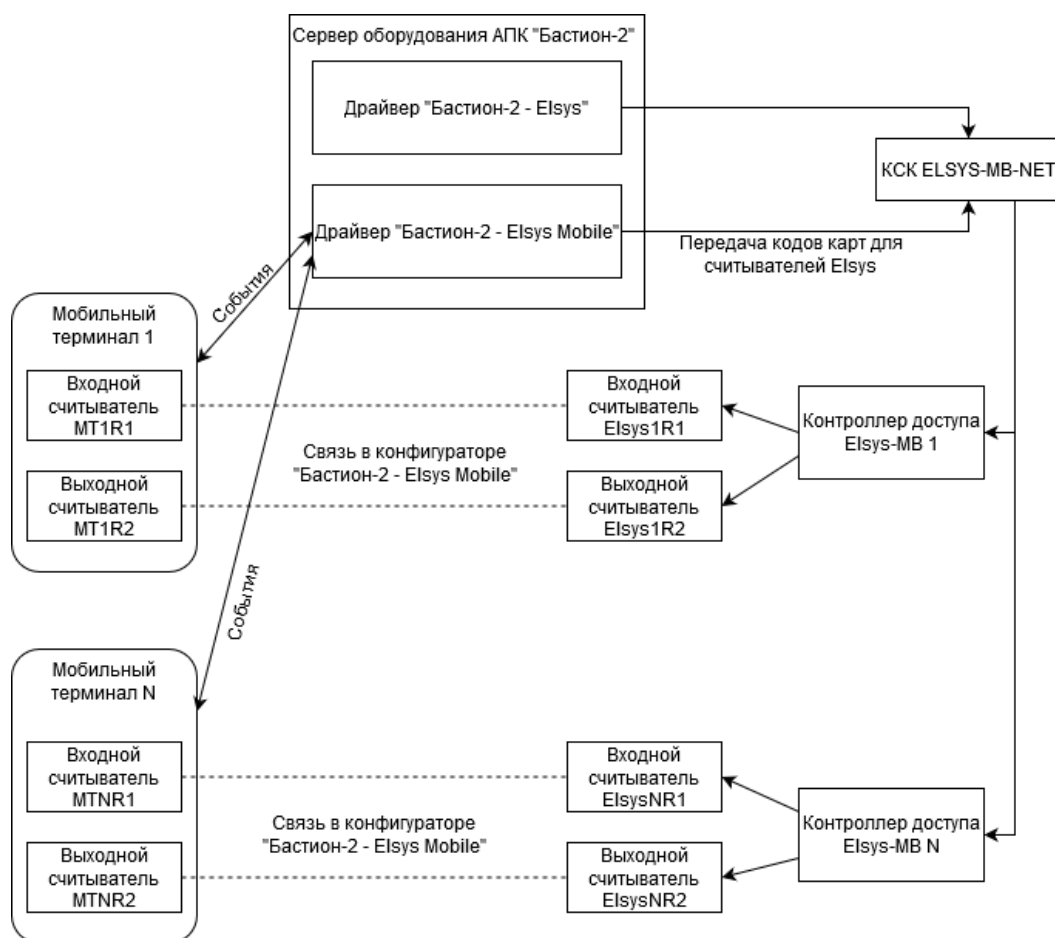 Сервер оборудования АПК "Бастион-2"
Драйвер "Бастион-2 - Elsys"
КСК ELSYS-MB-NET
Драйвер "Бастион-2 - Elsys Mobile"
Передача кодов карт для
считывателей Elsys
События
Мобильный
терминал 1
Входной
считыватель
MT1R1
Выходной
считыватель
MT1R2
Связь в конфигураторе
"Бастион-2 - Elsys Mobile"
Входной
считыватель
Elsys1R1
Выходной
считыватель
Elsys1R2
Контроллер доступа
Elsys-MB 1
События
Мобильный
терминал N
Входной
считыватель
MTNR1
Выходной
считыватель
MTNR2
Связь в конфигураторе
"Бастион-2 - Elsys Mobile"
Входной
считыватель
ElsysNR1
Выходной
считыватель
ElsysNR2
Контроллер доступа
Elsys-MB N